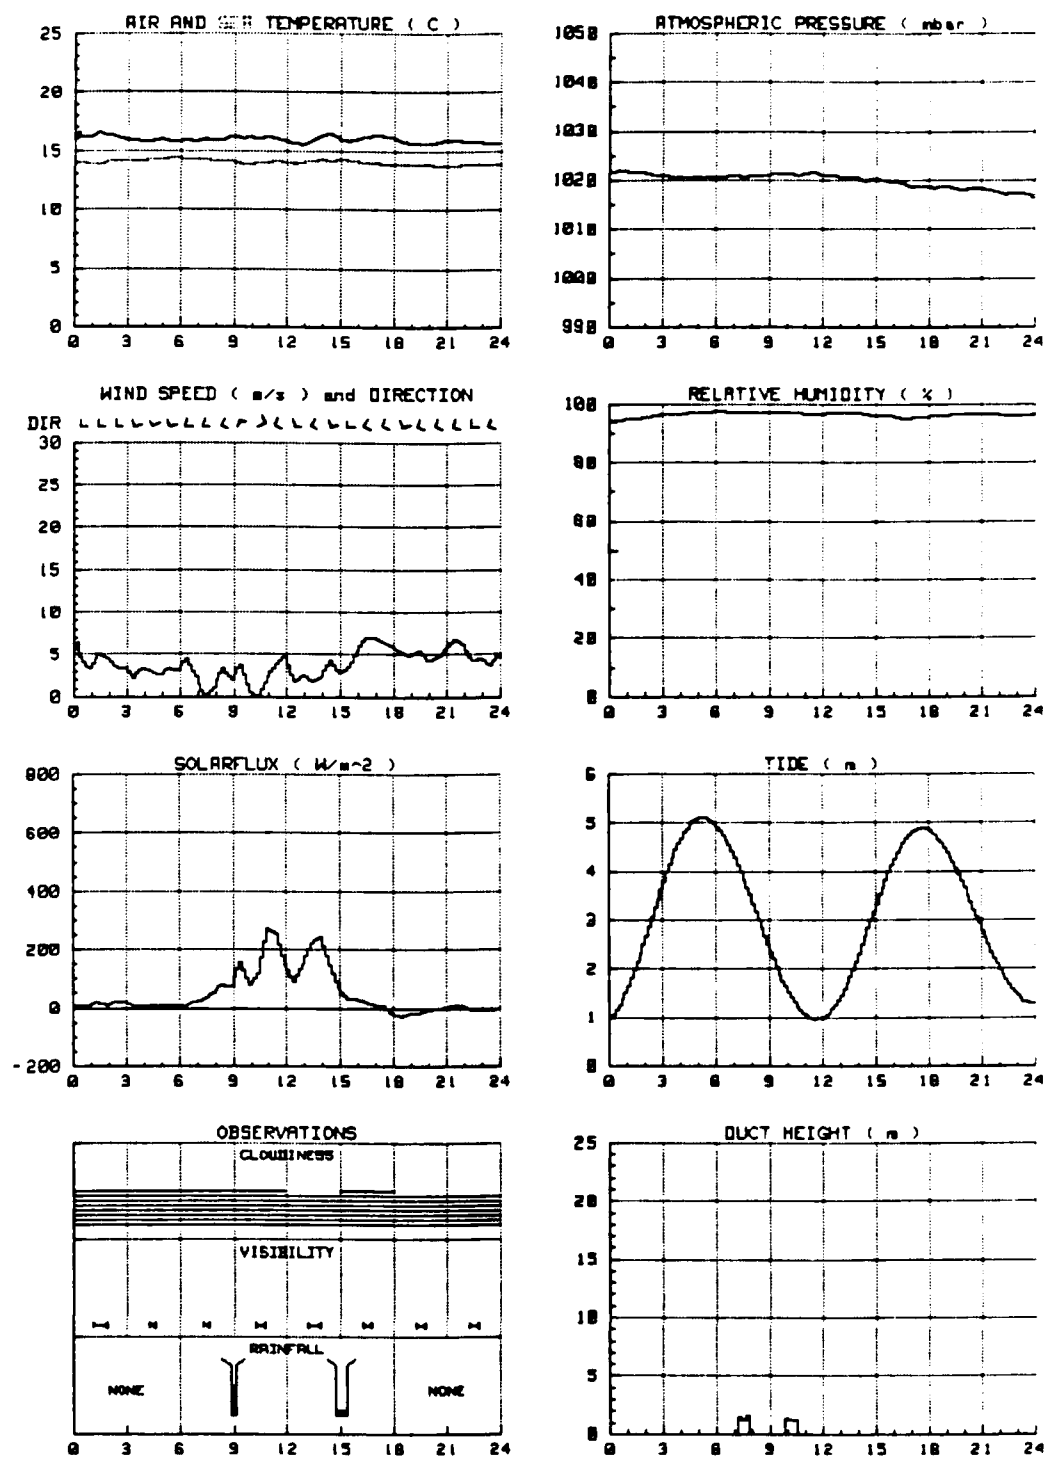 AIR AND SEA TEMPERATURE ( C )
25
20
15
10
5
0
0 3 6 9 12 15 18 21 24
ATMOSPHERIC PRESSURE ( mbar )
1050
1040
1030
1020
1010
1000
990
0 3 6 9 12 15 18 21 24
WIND SPEED ( m/s ) and DIRECTION
DIR
30
25
20
15
10
5
0
0 3 6 9 12 15 18 21 24
RELATIVE HUMIDITY ( % )
100
80
60
40
20
0
0 3 6 9 12 15 18 21 24
SOLARFLUX ( W/m^2 )
800
600
400
200
0
-200
0 3 6 9 12 15 18 21 24
TIDE ( m )
6
5
4
3
2
1
0
0 3 6 9 12 15 18 21 24
OBSERVATIONS
CLOUDINESS
VISIBILITY
RAINFALL
NONE NONE
0 3 6 9 12 15 18 21 24
DUCT HEIGHT ( m )
25
20
15
10
5
0
0 3 6 9 12 15 18 21 24